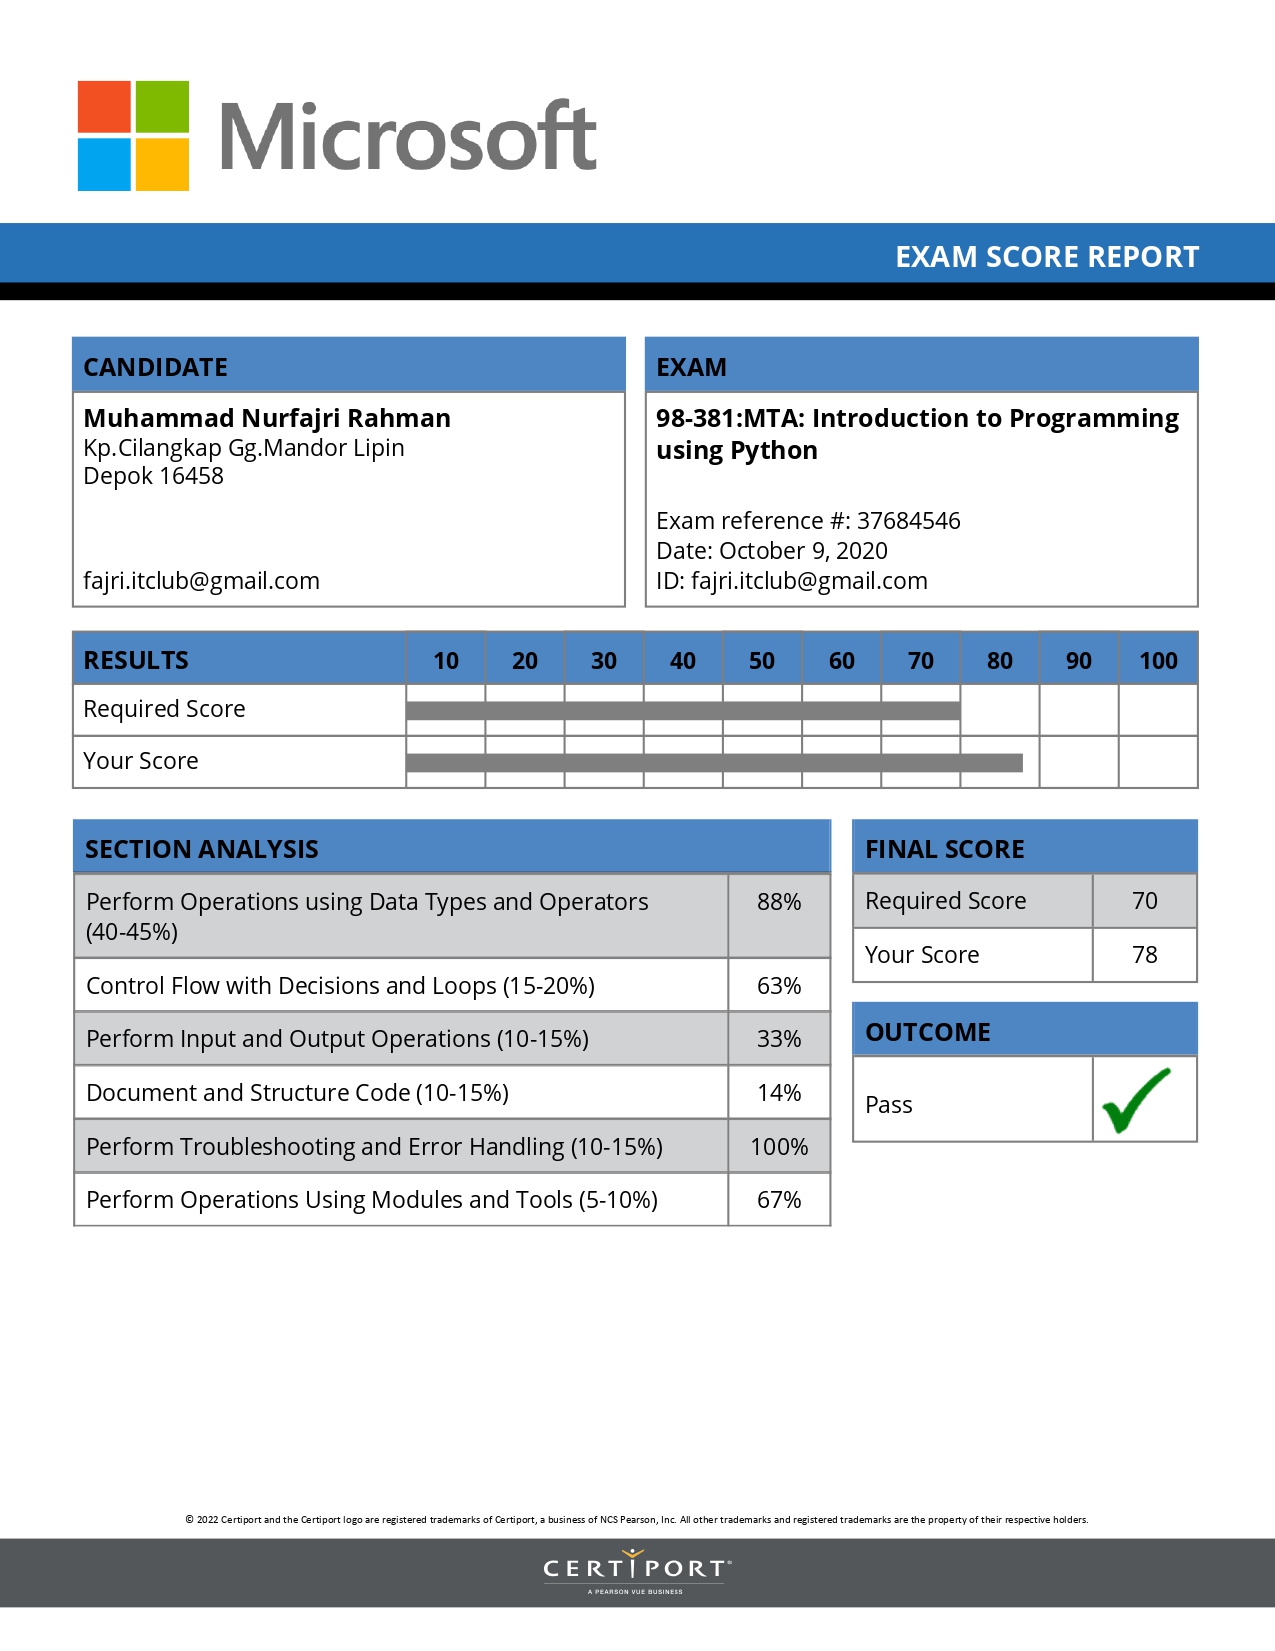 Microsoft
EXAM SCORE REPORT
CANDIDATE
Muhammad Nurfajri Rahman
Kp.Cilangkap Gg.Mandor Lipin
Depok 16458
fajri.itclub@gmail.com
EXAM
98-381:MTA: Introduction to Programming
using Python
Exam reference #: 37684546
Date: October 9, 2020
ID: fajri.itclub@gmail.com
RESULTS 10 20 30 40 50 60 70 80 90 100
Required Score
Your Score
SECTION ANALYSIS
Perform Operations using Data Types and Operators 88%
(40-45%)
Control Flow with Decisions and Loops (15-20%) 63%
Perform Input and Output Operations (10-15%) 33%
Document and Structure Code (10-15%) 14%
Perform Troubleshooting and Error Handling (10-15%) 100%
Perform Operations Using Modules and Tools (5-10%) 67%
FINAL SCORE
Required Score 70
Your Score 78
OUTCOME
Pass
© 2022 Certiport and the Certiport logo are registered trademarks of Certiport, a business of NCS Pearson, Inc. All other trademarks and registered trademarks are the property of their respective holders.
CERTIPORT®
A PEARSON VUE BUSINESS